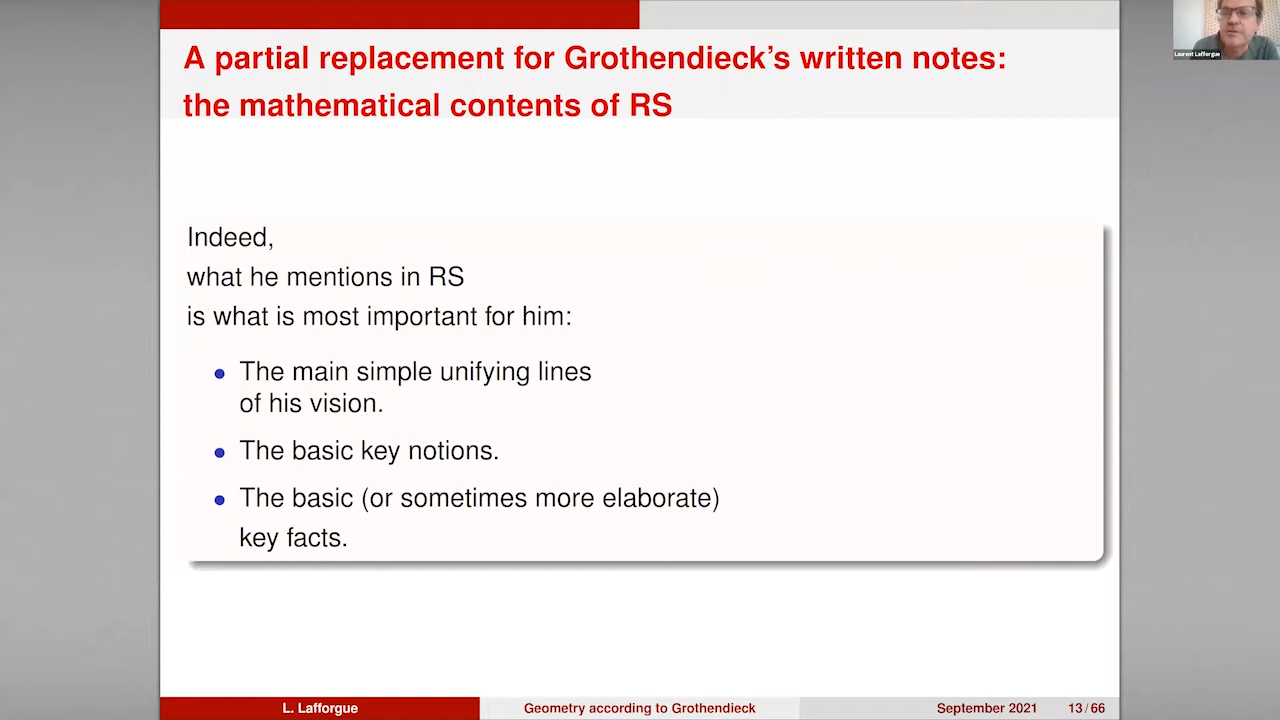 A partial replacement for Grothendieck's written notes:
the mathematical contents of RS
Laurent Lafforgue
Indeed,
what he mentions in RS
is what is most important for him:
• The main simple unifying lines
of his vision.
• The basic key notions.
• The basic (or sometimes more elaborate)
key facts.
L. Lafforgue
Geometry according to Grothendieck
September 2021
13 / 66